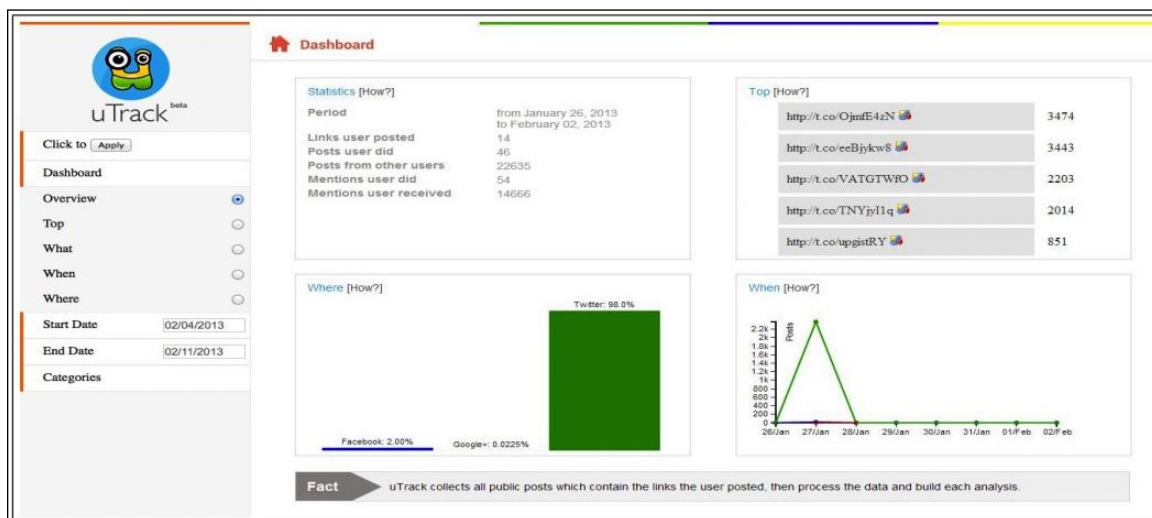 uTrack beta
Click to Apply
Dashboard
Overview
Top
What
When
Where
Start Date 02/04/2013
End Date 02/11/2013
Categories
Dashboard
Statistics [How?]
Period from January 26, 2013
to February 02, 2013
Links user posted 14
Posts user did 46
Posts from other users 22635
Mentions user did 54
Mentions user received 14666
Top [How?]
http://t.co/OjmfE4zN 3474
http://t.co/eeBjykw8 3443
http://t.co/VATGTWfO 2203
http://t.co/TNYjyI1q 2014
http://t.co/upgistRY 851
Where [How?]
Twitter: 98.0%
Facebook: 2.00%
Google+: 0.0225%
When [How?]
Posts
2.2k
2k
1.8k
1.6k
1.4k
1.2k
1k
800
600
400
200
0
26/Jan 27/Jan 28/Jan 29/Jan 30/Jan 31/Jan 01/Feb 02/Feb
Fact uTrack collects all public posts which contain the links the user posted, then process the data and build each analysis.